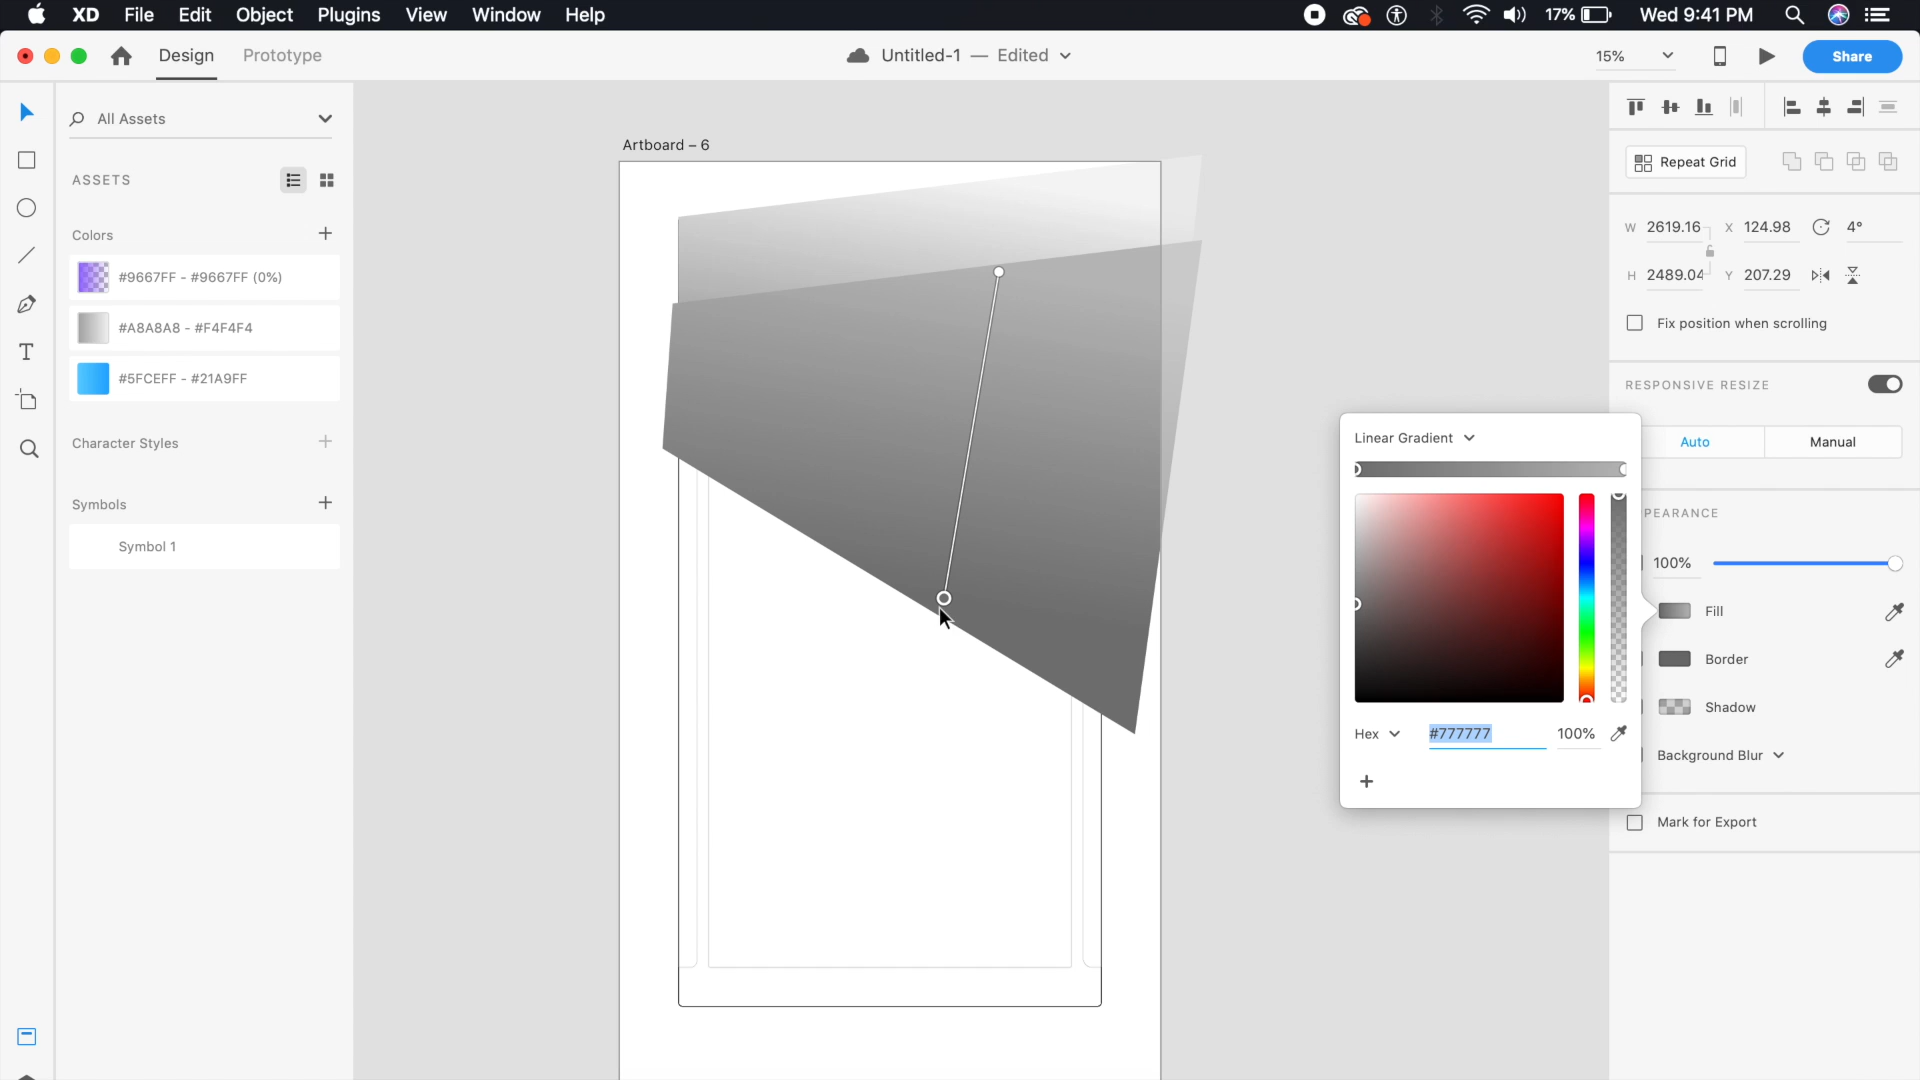 XD File Edit Object Plugins View Window Help 17% Wed 9:41 PM
Design Prototype Untitled-1 — Edited 15% Share
All Assets
ASSETS
Colors
#9667FF - #9667FF (0%)
#A8A8A8 - #F4F4F4
#5FCEFF - #21A9FF
Character Styles
Symbols
Symbol 1
Artboard – 6
Repeat Grid
W 2619.16 X 124.98 4°
H 2489.04 Y 207.29
Fix position when scrolling
RESPONSIVE RESIZE
Auto Manual
PEARANCE
100%
Fill
Border
Shadow
Background Blur
Mark for Export
Linear Gradient
Hex #777777 100%